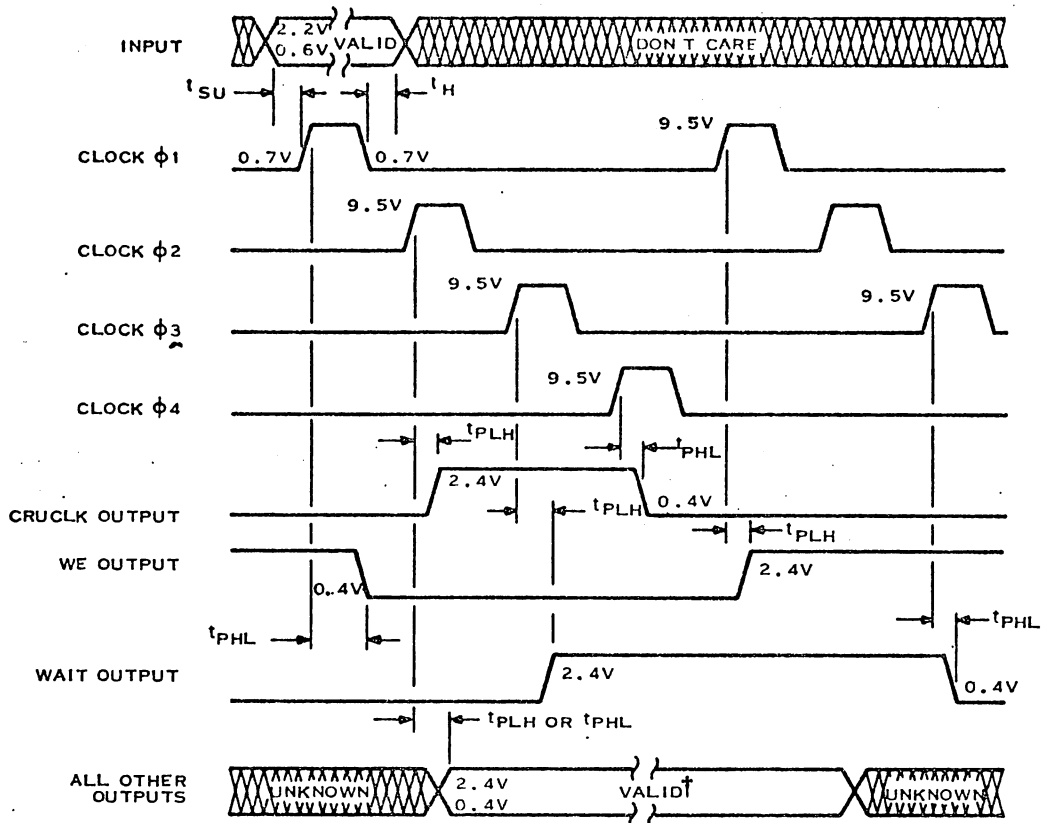 INPUT
2.2V
0.6V
VALID
DON T CARE
tSU
tH
CLOCK ϕ1
0.7V
0.7V
9.5V
CLOCK ϕ2
9.5V
CLOCK ϕ3
9.5V
9.5V
CLOCK ϕ4
9.5V
tPLH
tPHL
CRUCLK OUTPUT
2.4V
0.4V
tPLH
tPLH
WE OUTPUT
0.4V
2.4V
tPHL
tPHL
WAIT OUTPUT
2.4V
0.4V
tPLH OR tPHL
ALL OTHER
OUTPUTS
UNKNOWN
2.4V
0.4V
VALID†
UNKNOWN